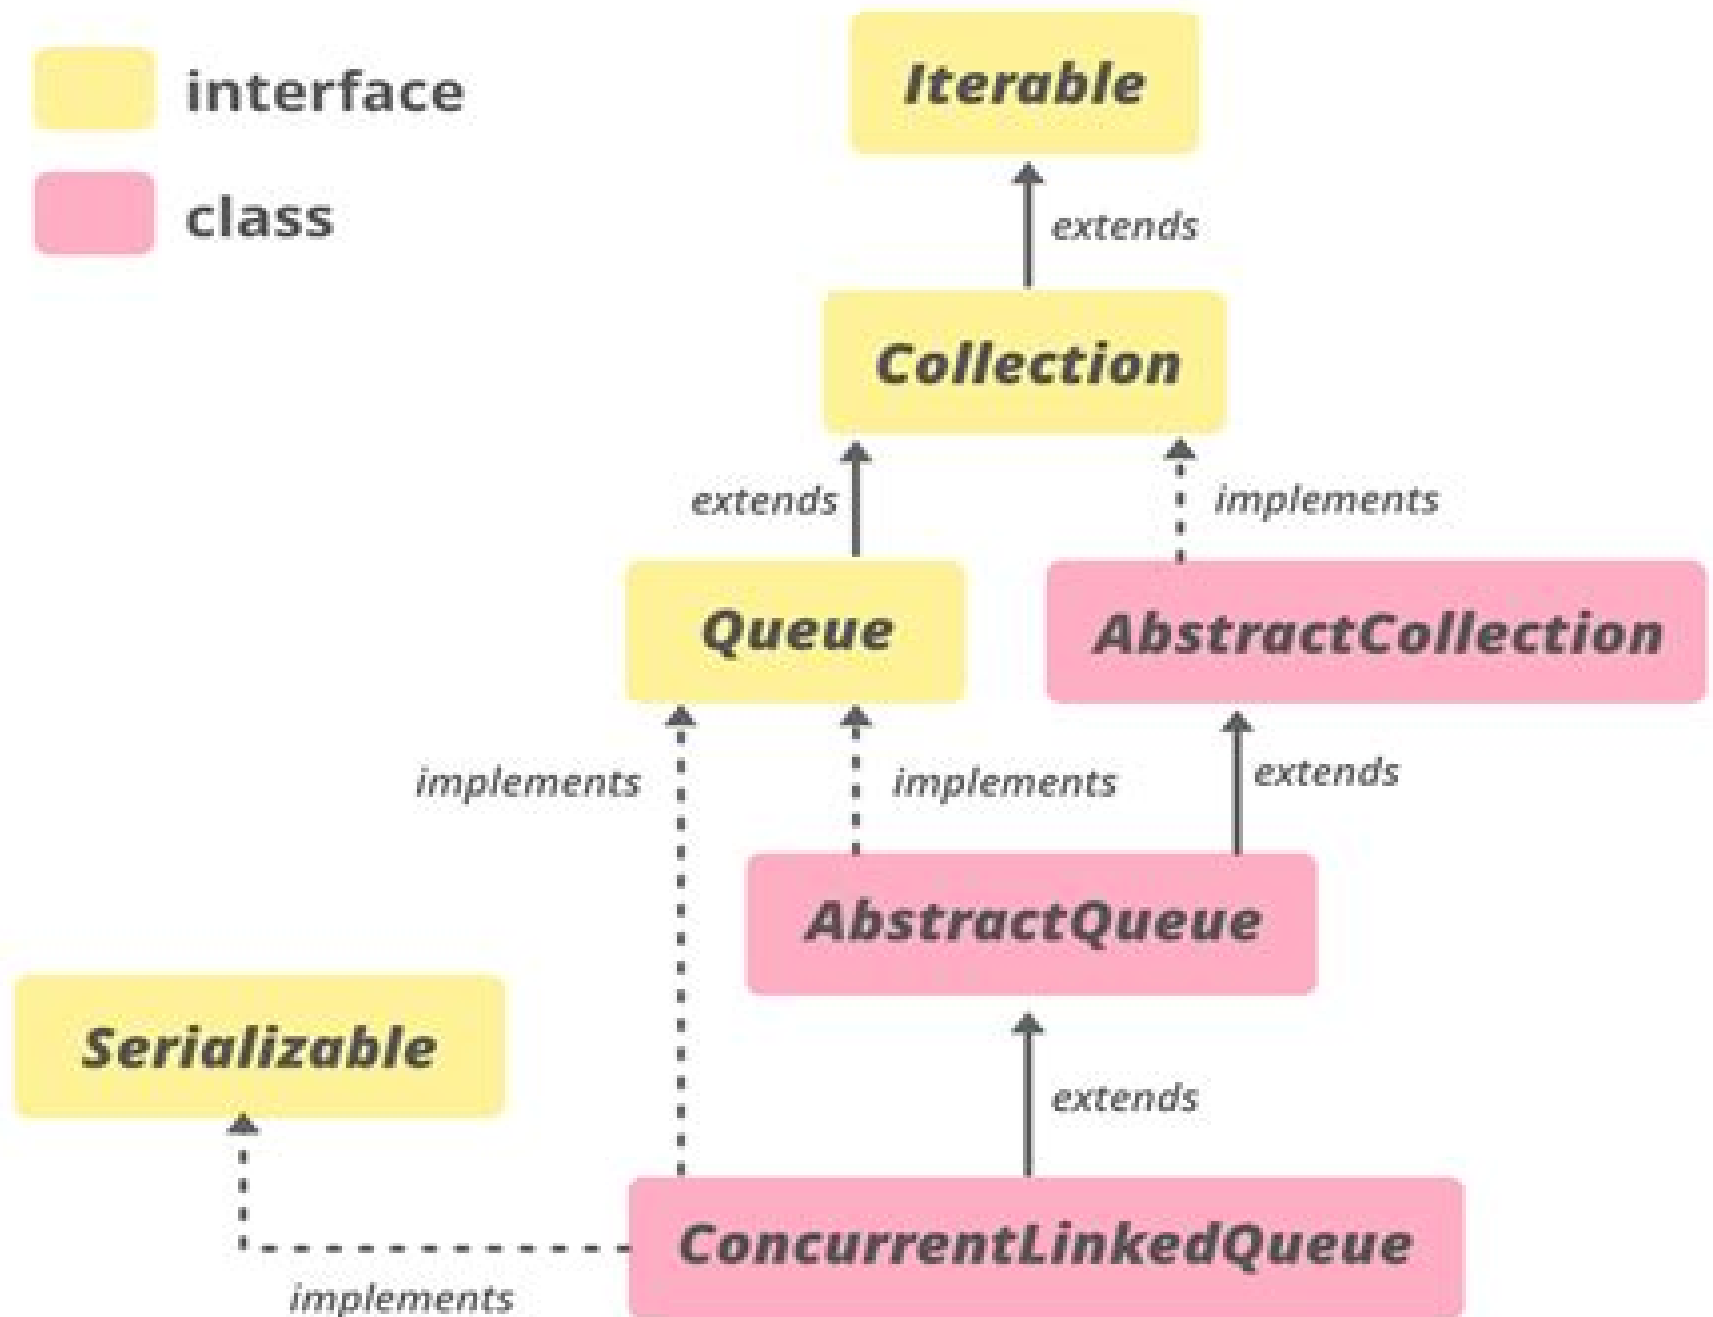 interface
class
Iterable
extends
Collection
extends
implements
Queue
AbstractCollection
implements
implements
extends
AbstractQueue
Serializable
extends
ConcurrentLinkedQueue
implements